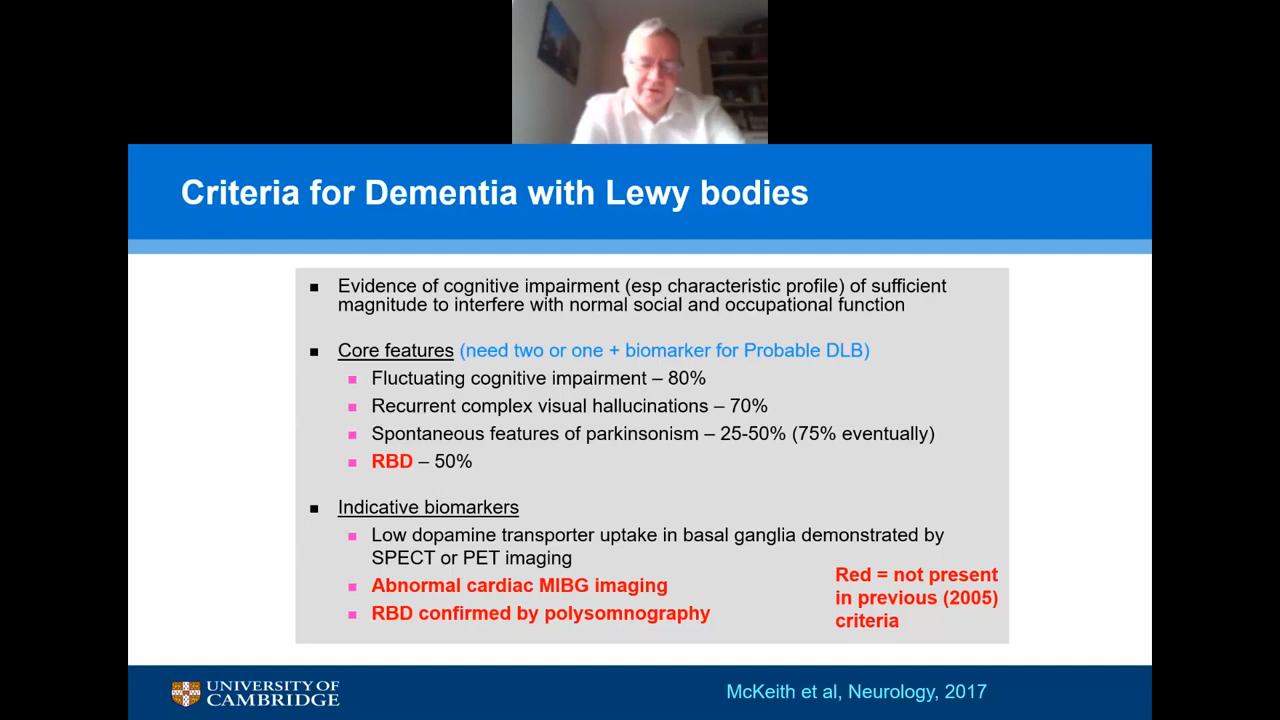 Criteria for Dementia with Lewy bodies
Evidence of cognitive impairment (esp characteristic profile) of sufficient
magnitude to interfere with normal social and occupational function
Core features (need two or one + biomarker for Probable DLB)
Fluctuating cognitive impairment – 80%
Recurrent complex visual hallucinations – 70%
Spontaneous features of parkinsonism – 25-50% (75% eventually)
RBD – 50%
Indicative biomarkers
Low dopamine transporter uptake in basal ganglia demonstrated by
SPECT or PET imaging
Abnormal cardiac MIBG imaging
RBD confirmed by polysomnography
Red = not present
in previous (2005)
criteria
UNIVERSITY OF
CAMBRIDGE
McKeith et al, Neurology, 2017